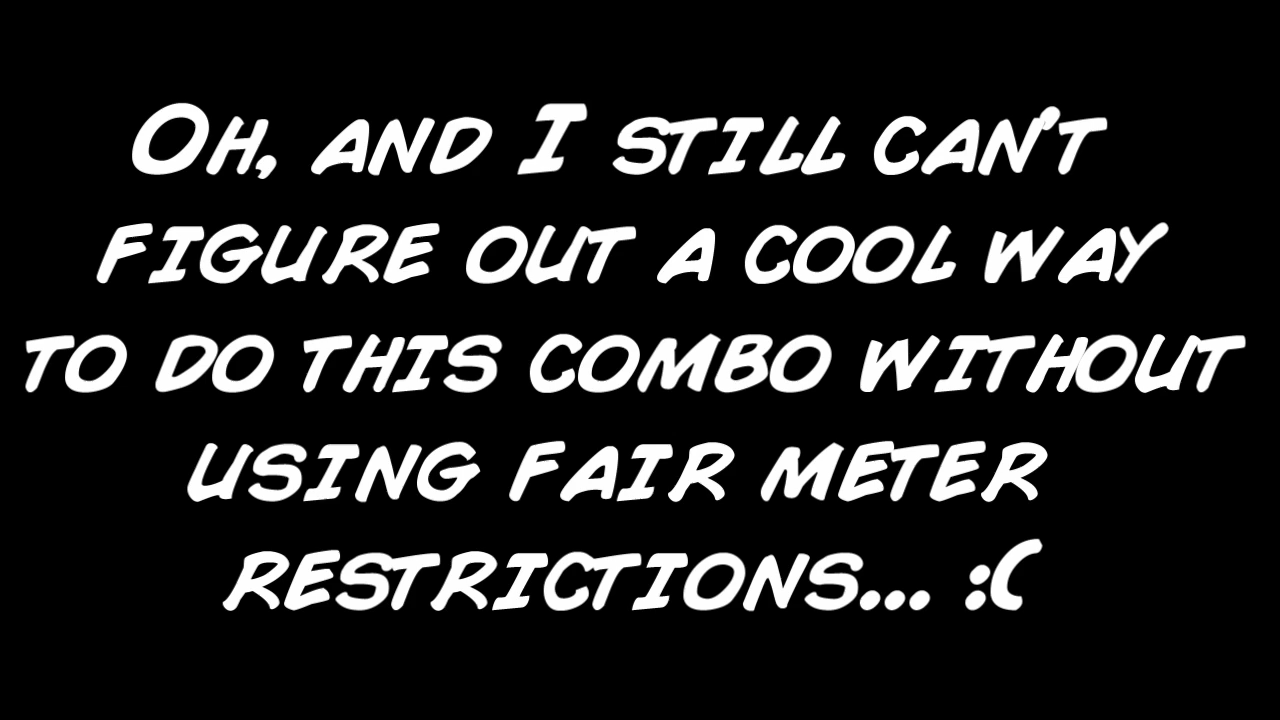 Oh, and I still can't
figure out a cool way
to do this combo without
using fair meter
restrictions... :(